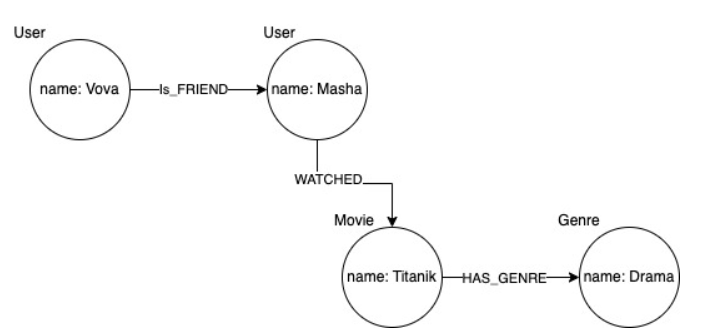 User
User
name: Vova
Is_FRIEND
name: Masha
WATCHED
Movie
Genre
name: Titanik
HAS_GENRE
name: Drama